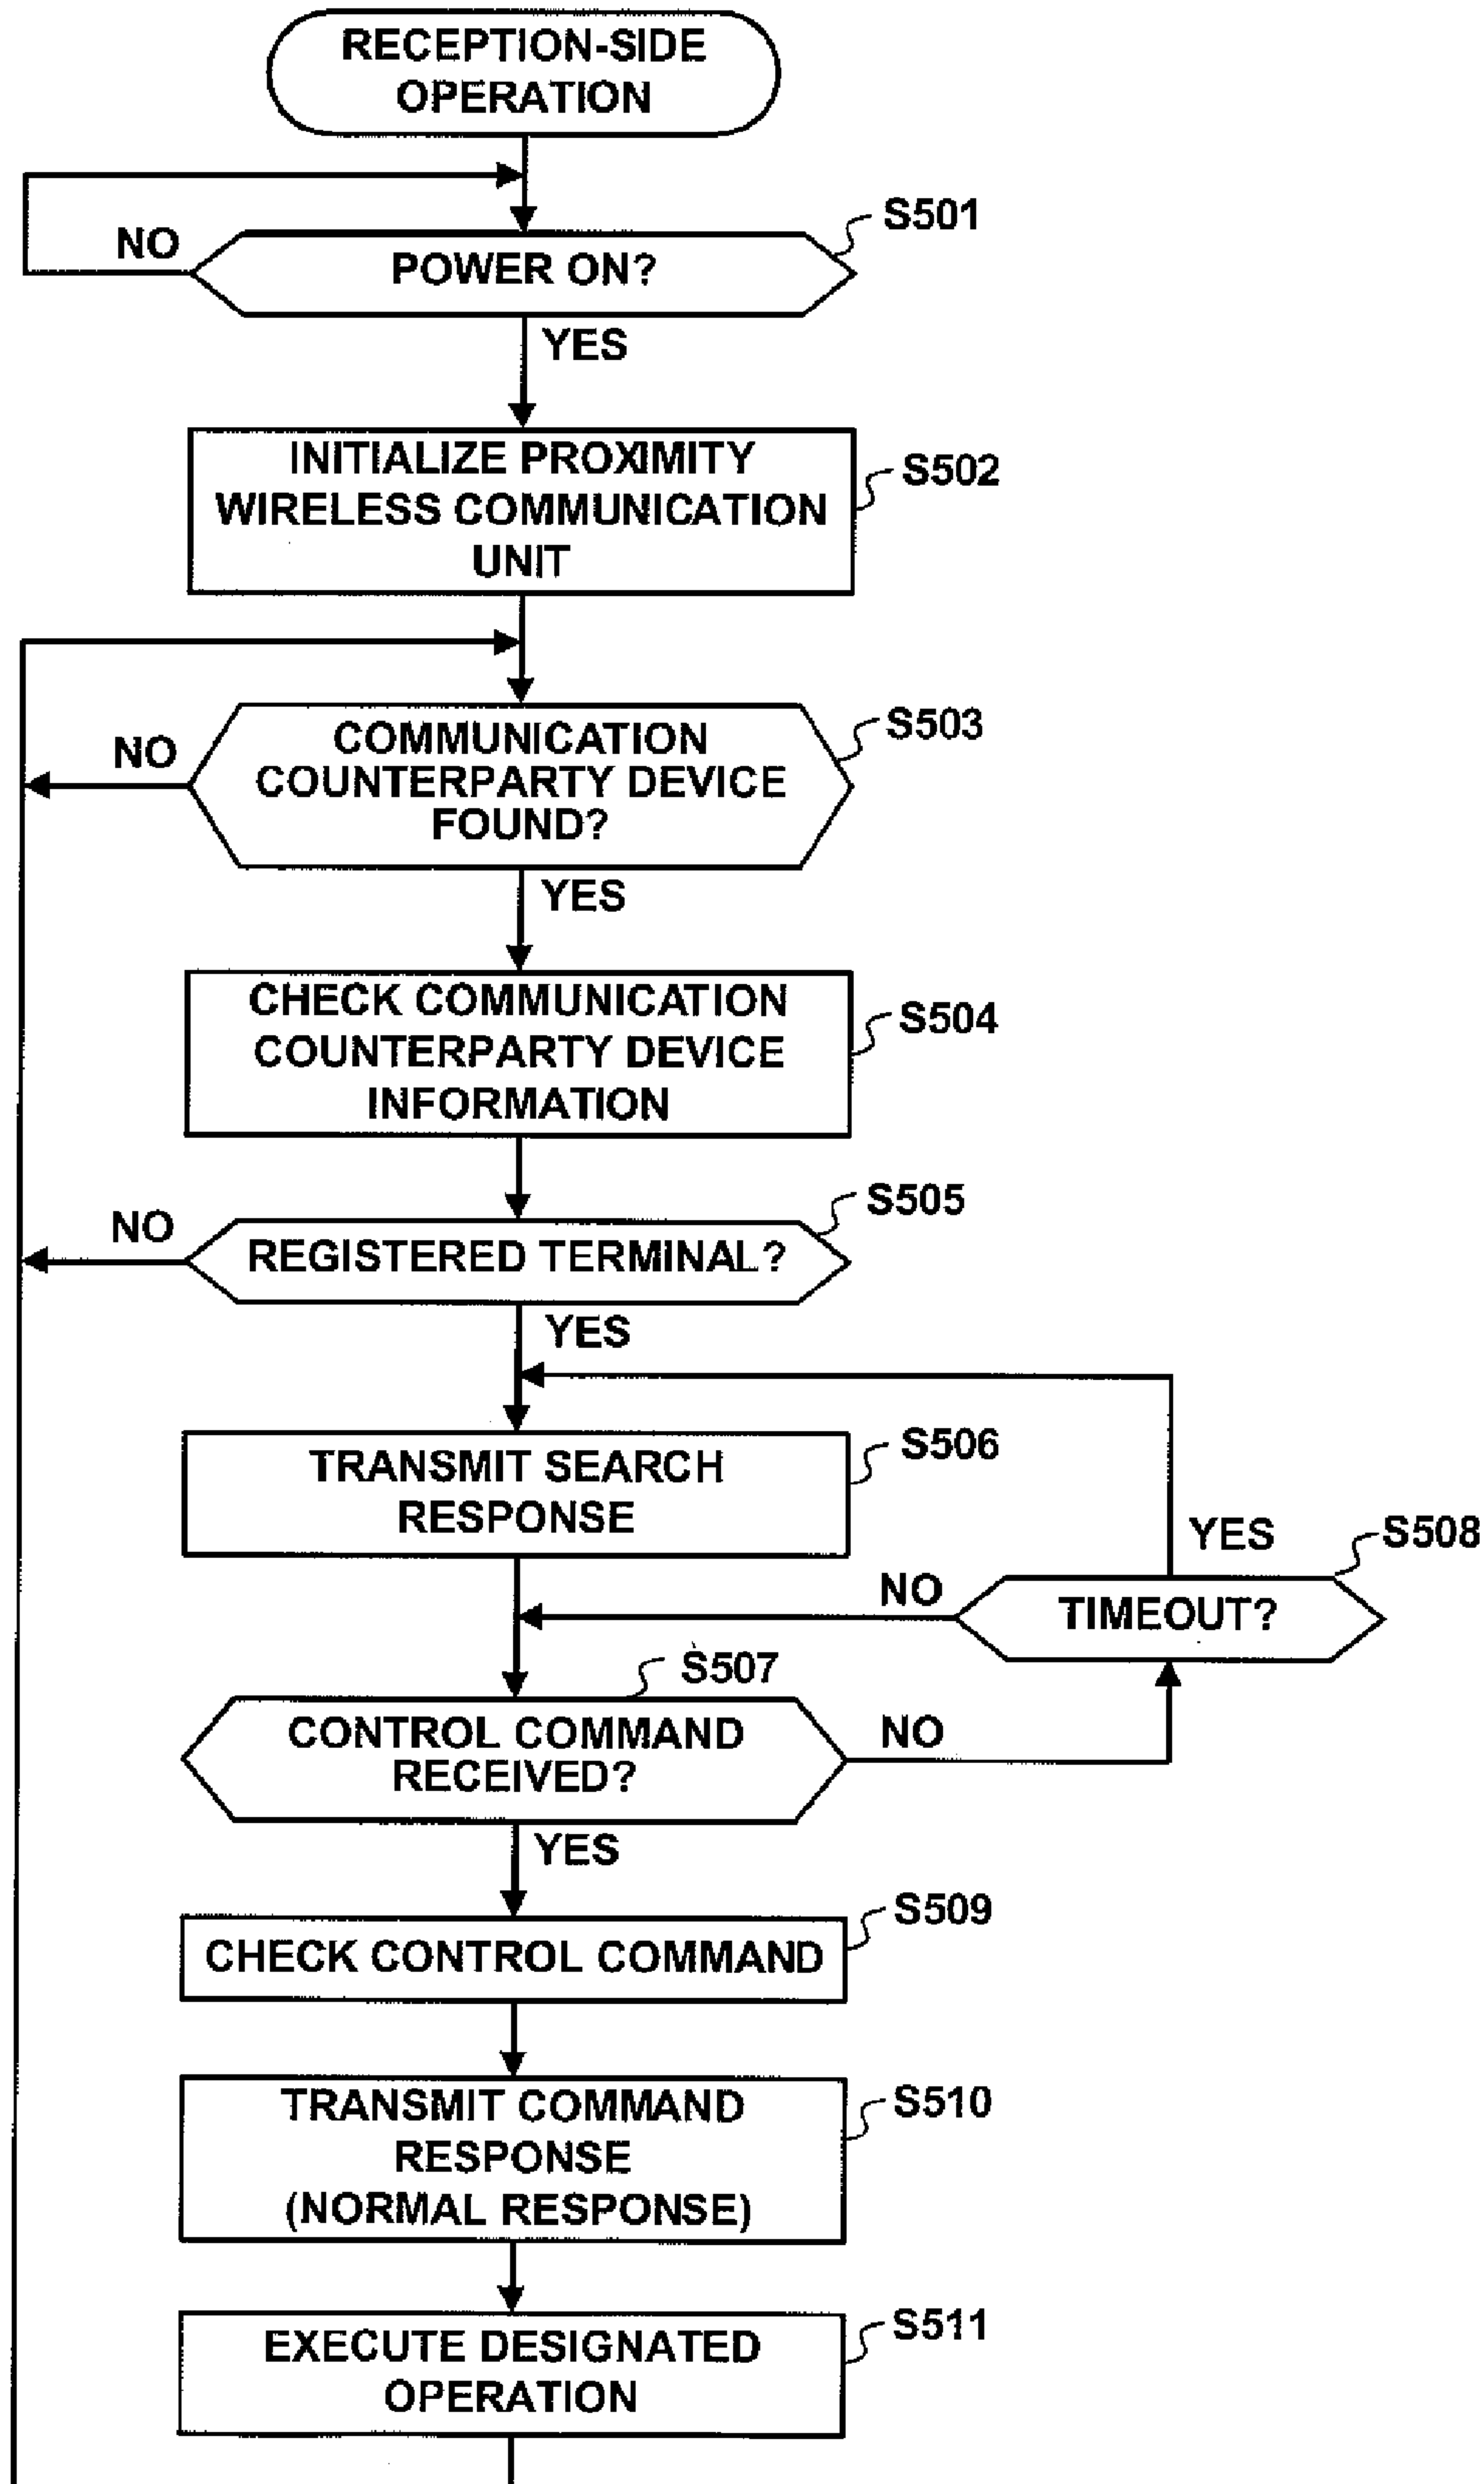 RECEPTION-SIDE
OPERATION
S501
NO
POWER ON?
YES
INITIALIZE PROXIMITY
WIRELESS COMMUNICATION
UNIT
S502
S503
NO
COMMUNICATION
COUNTERPARTY DEVICE
FOUND?
YES
CHECK COMMUNICATION
COUNTERPARTY DEVICE
INFORMATION
S504
S505
NO
REGISTERED TERMINAL?
YES
S506
TRANSMIT SEARCH
RESPONSE
YES
S508
NO
TIMEOUT?
S507
CONTROL COMMAND
RECEIVED?
NO
YES
S509
CHECK CONTROL COMMAND
TRANSMIT COMMAND
RESPONSE
(NORMAL RESPONSE)
S510
S511
EXECUTE DESIGNATED
OPERATION